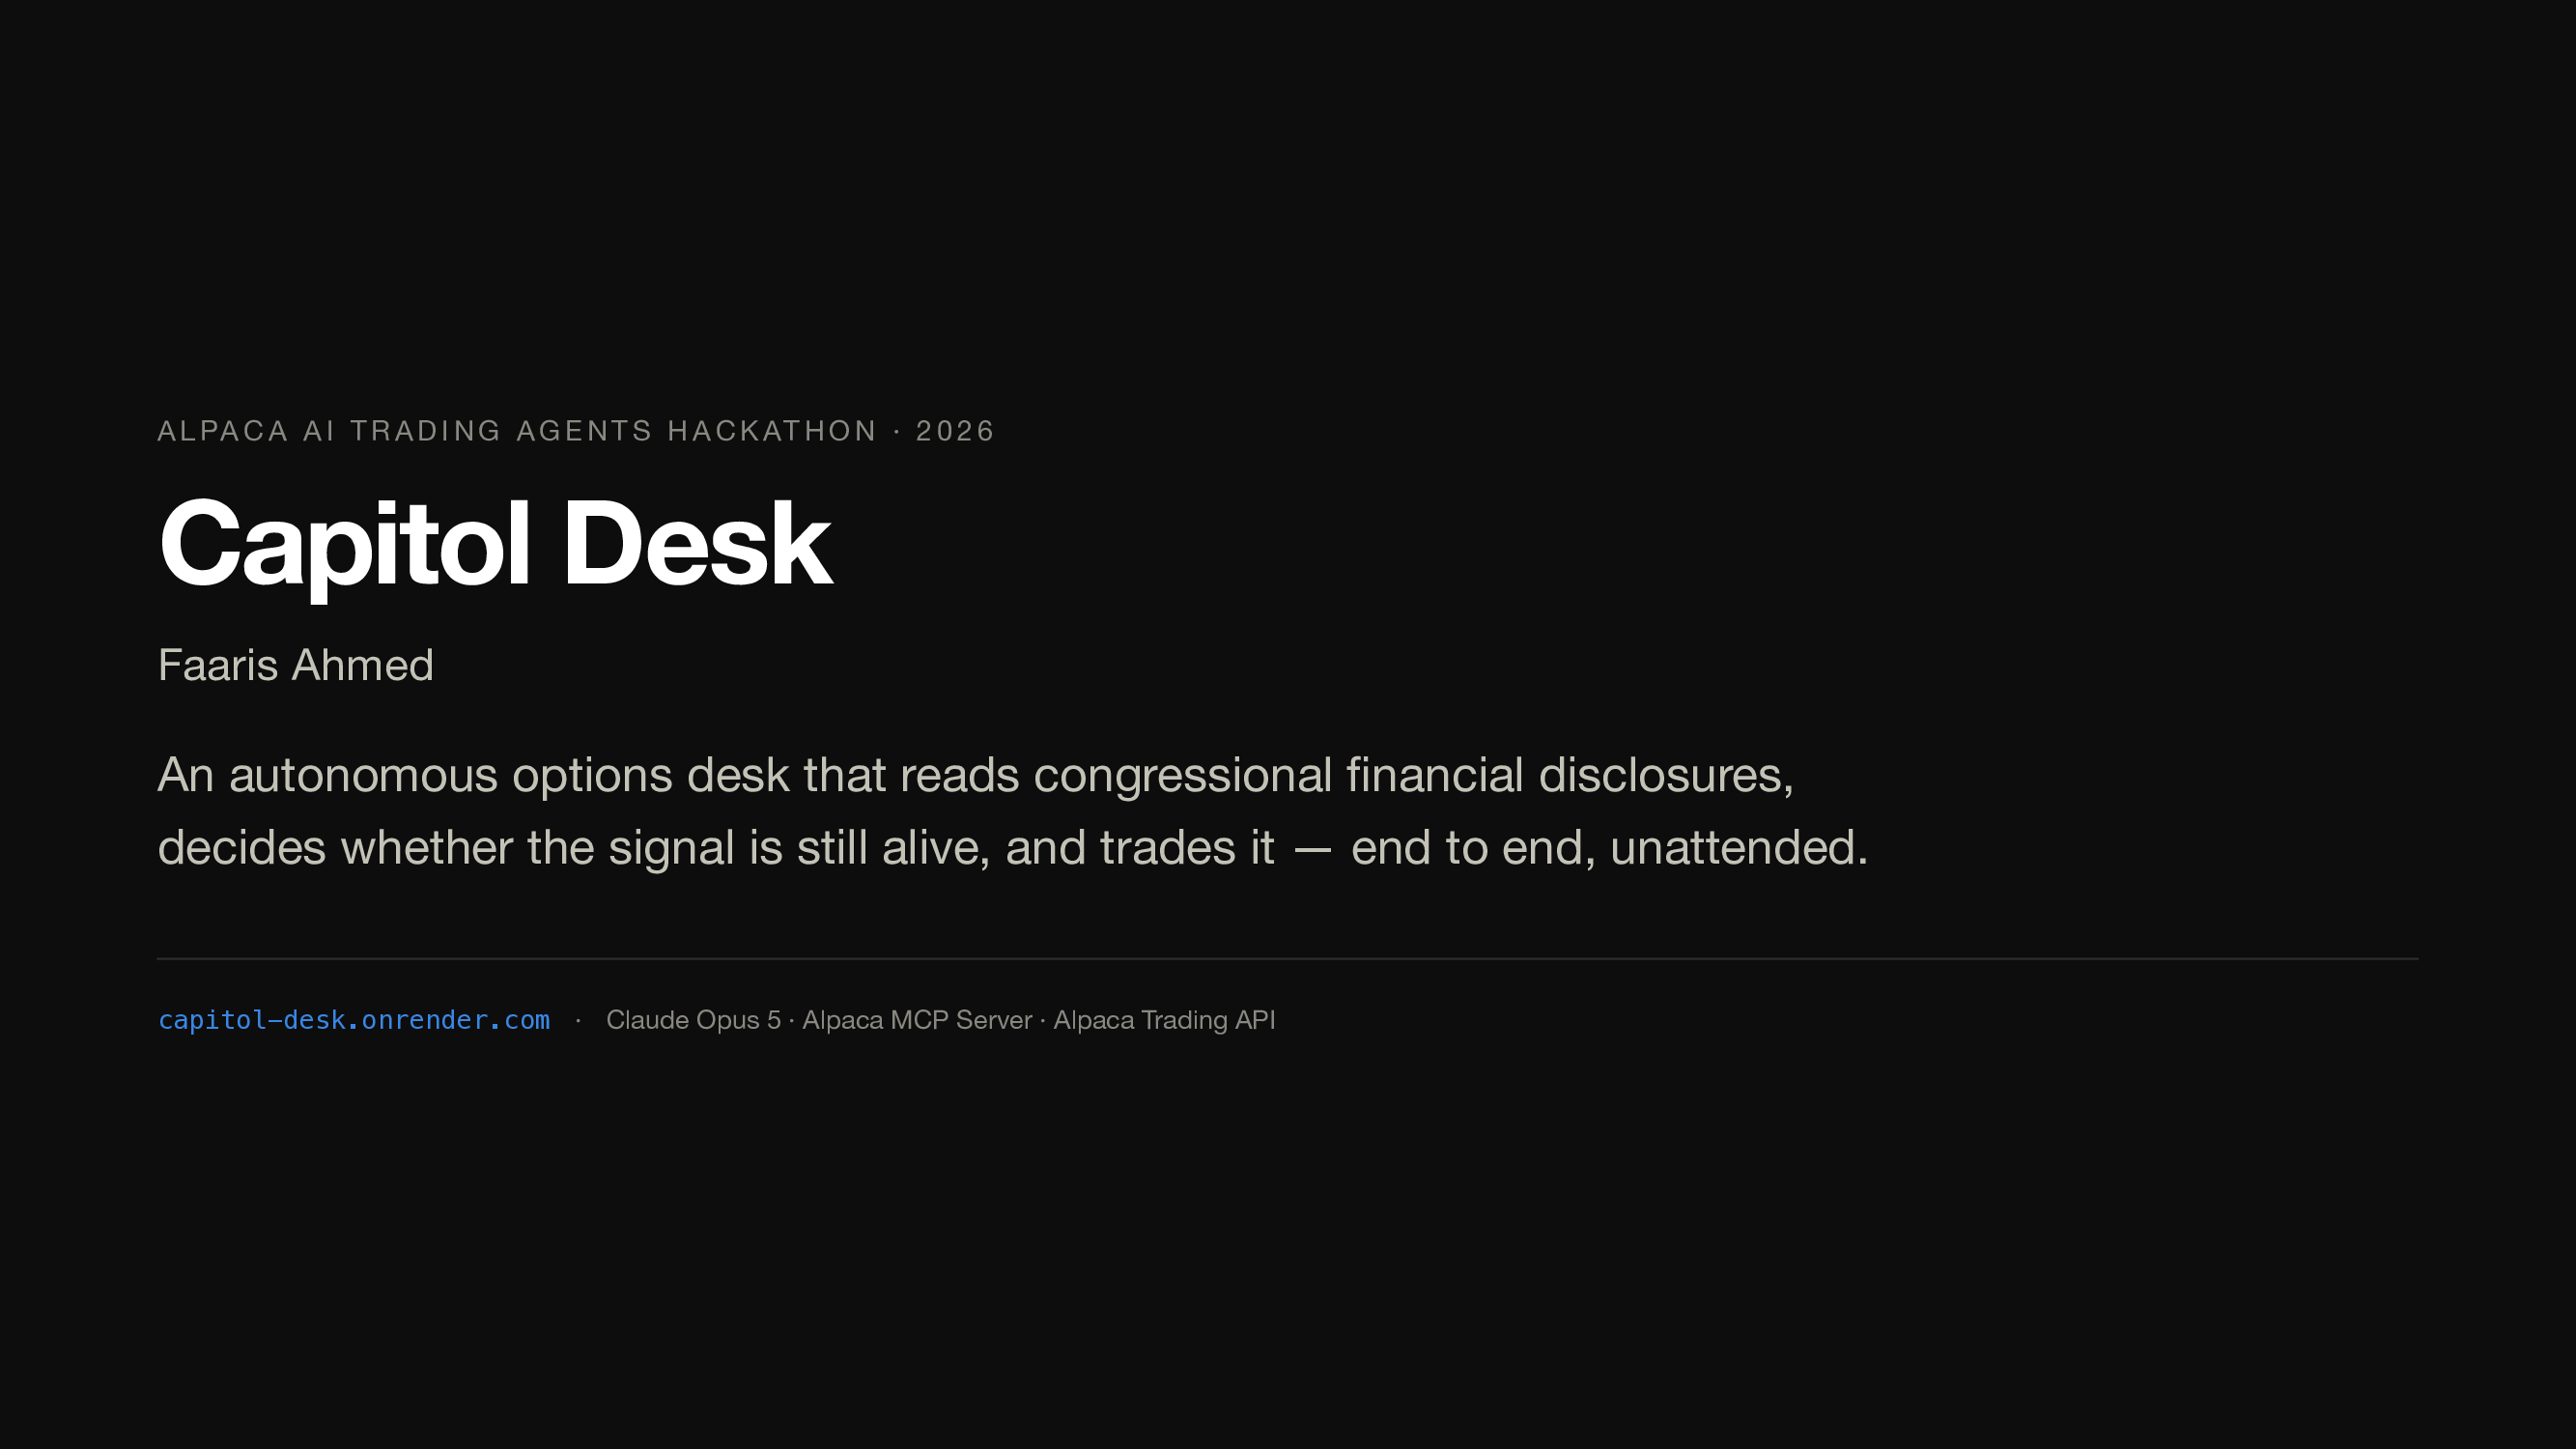 ALPACA AI TRADING AGENTS HACKATHON · 2026
Capitol Desk
Faaris Ahmed
An autonomous options desk that reads congressional financial disclosures,
decides whether the signal is still alive, and trades it — end to end, unattended.
capitol-desk.onrender.com · Claude Opus 5 · Alpaca MCP Server · Alpaca Trading API